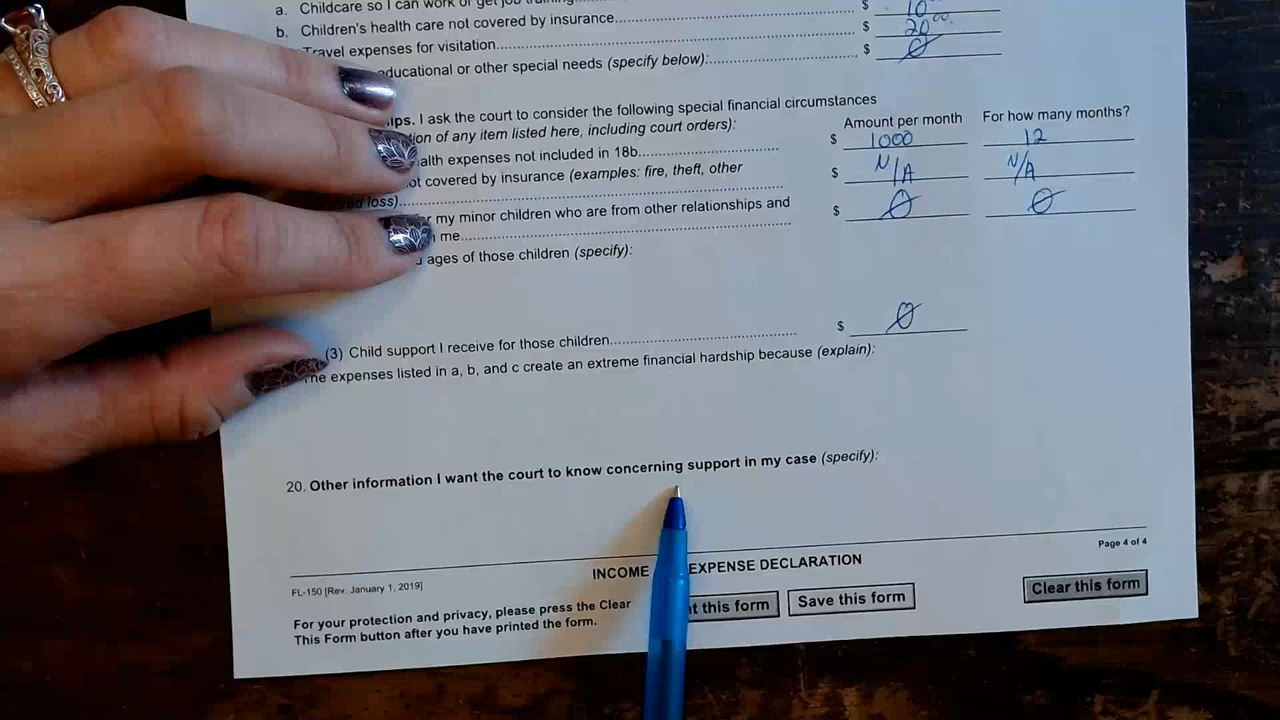 a. Childcare so I can work or get job training $ 10
b. Children's health care not covered by insurance $ 20⁰⁰
Travel expenses for visitation $ 0
educational or other special needs (specify below): $
ips. I ask the court to consider the following special financial circumstances
tion of any item listed here, including court orders): Amount per month For how many months?
alth expenses not included in 18b $ 1000 12
ot covered by insurance (examples: fire, theft, other
red loss) $ N/A N/A
r my minor children who are from other relationships and
me $ 0 0
ages of those children (specify):
(3) Child support I receive for those children $ 0
The expenses listed in a, b, and c create an extreme financial hardship because (explain):
20. Other information I want the court to know concerning support in my case (specify):
Page 4 of 4
INCOME EXPENSE DECLARATION
FL-150 [Rev. January 1, 2019]
For your protection and privacy, please press the Clear
This Form button after you have printed the form.
t this form
Save this form
Clear this form